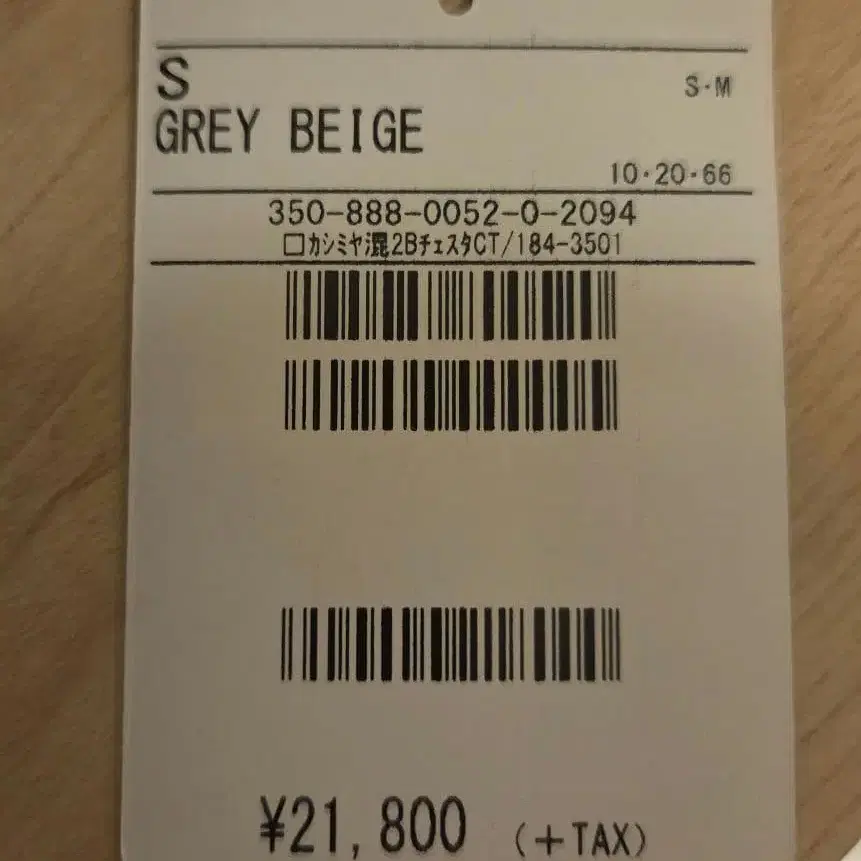 S
S·M
GREY BEIGE
10·20·66
350-888-0052-0-2094
□カシミヤ混2BチェスタCT/184-3501
¥21,800 (+TAX)